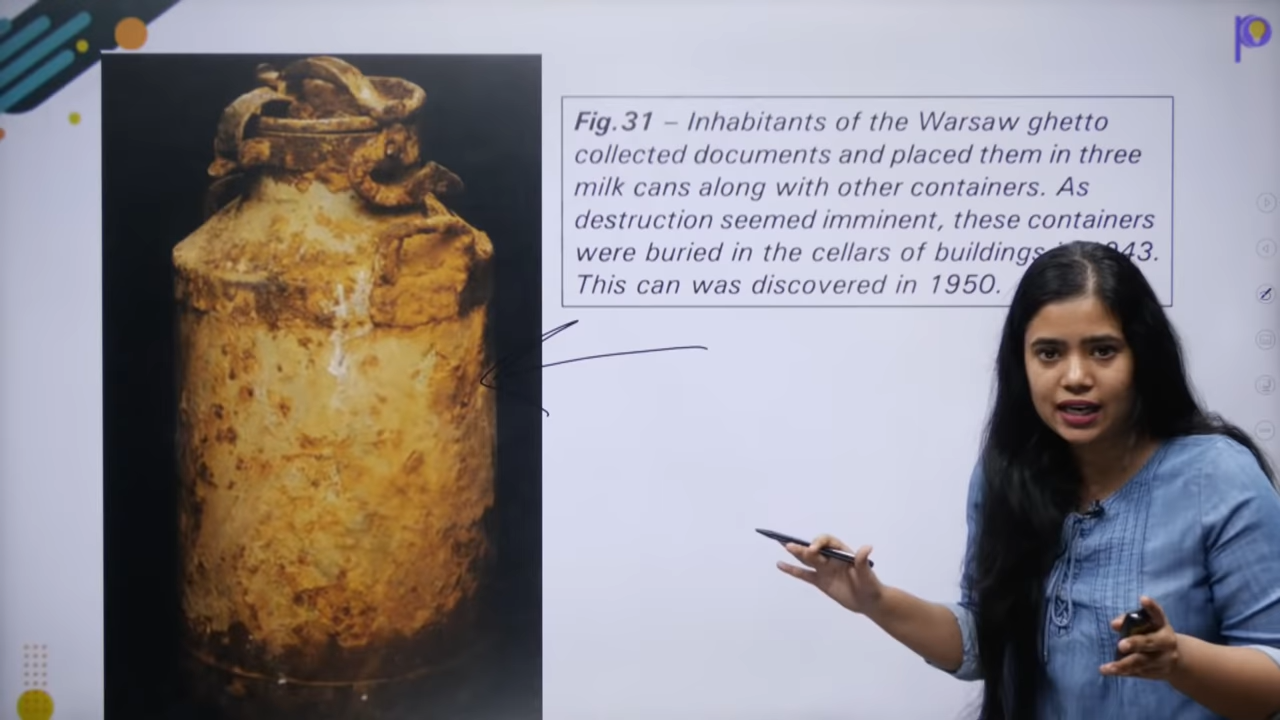 Fig.31 – Inhabitants of the Warsaw ghetto
collected documents and placed them in three
milk cans along with other containers. As
destruction seemed imminent, these containers
were buried in the cellars of buildings 43.
This can was discovered in 1950.